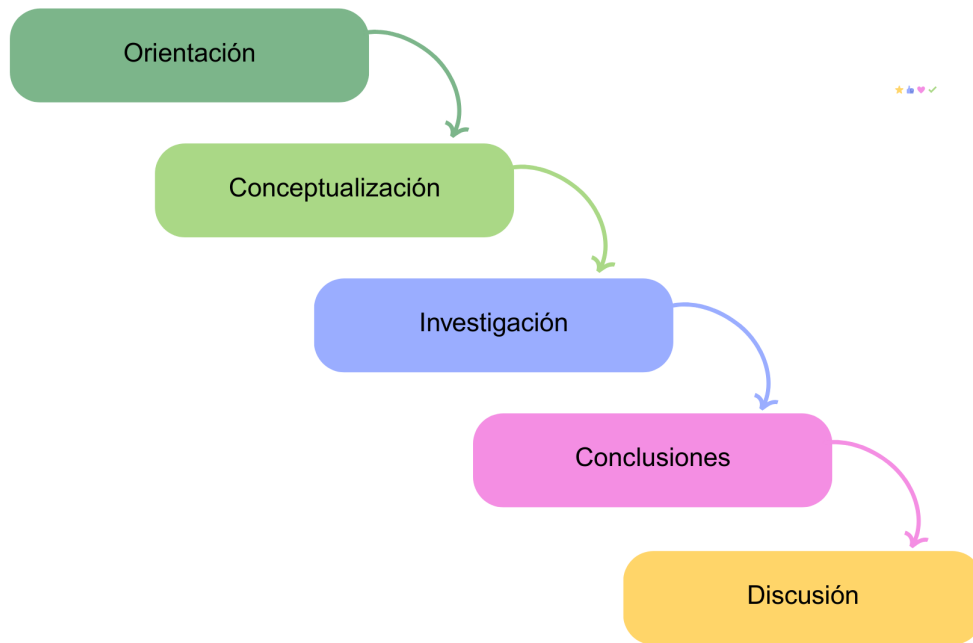 Orientación
Conceptualización
Investigación
Conclusiones
Discusión